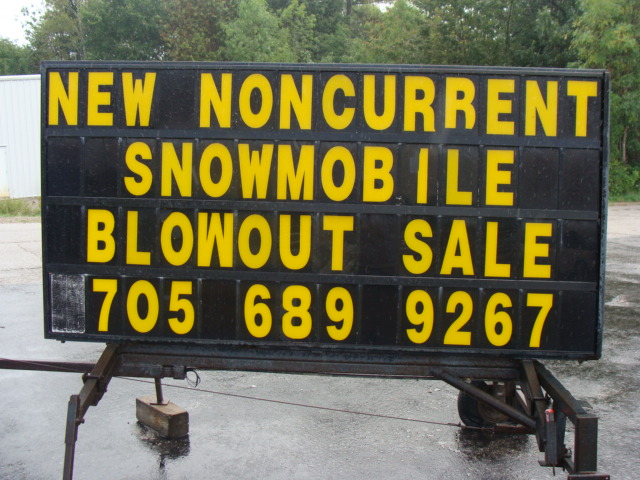 NEW NONCURRENT
SNOWMOBILE
BLOWOUT SALE
705 689 9267